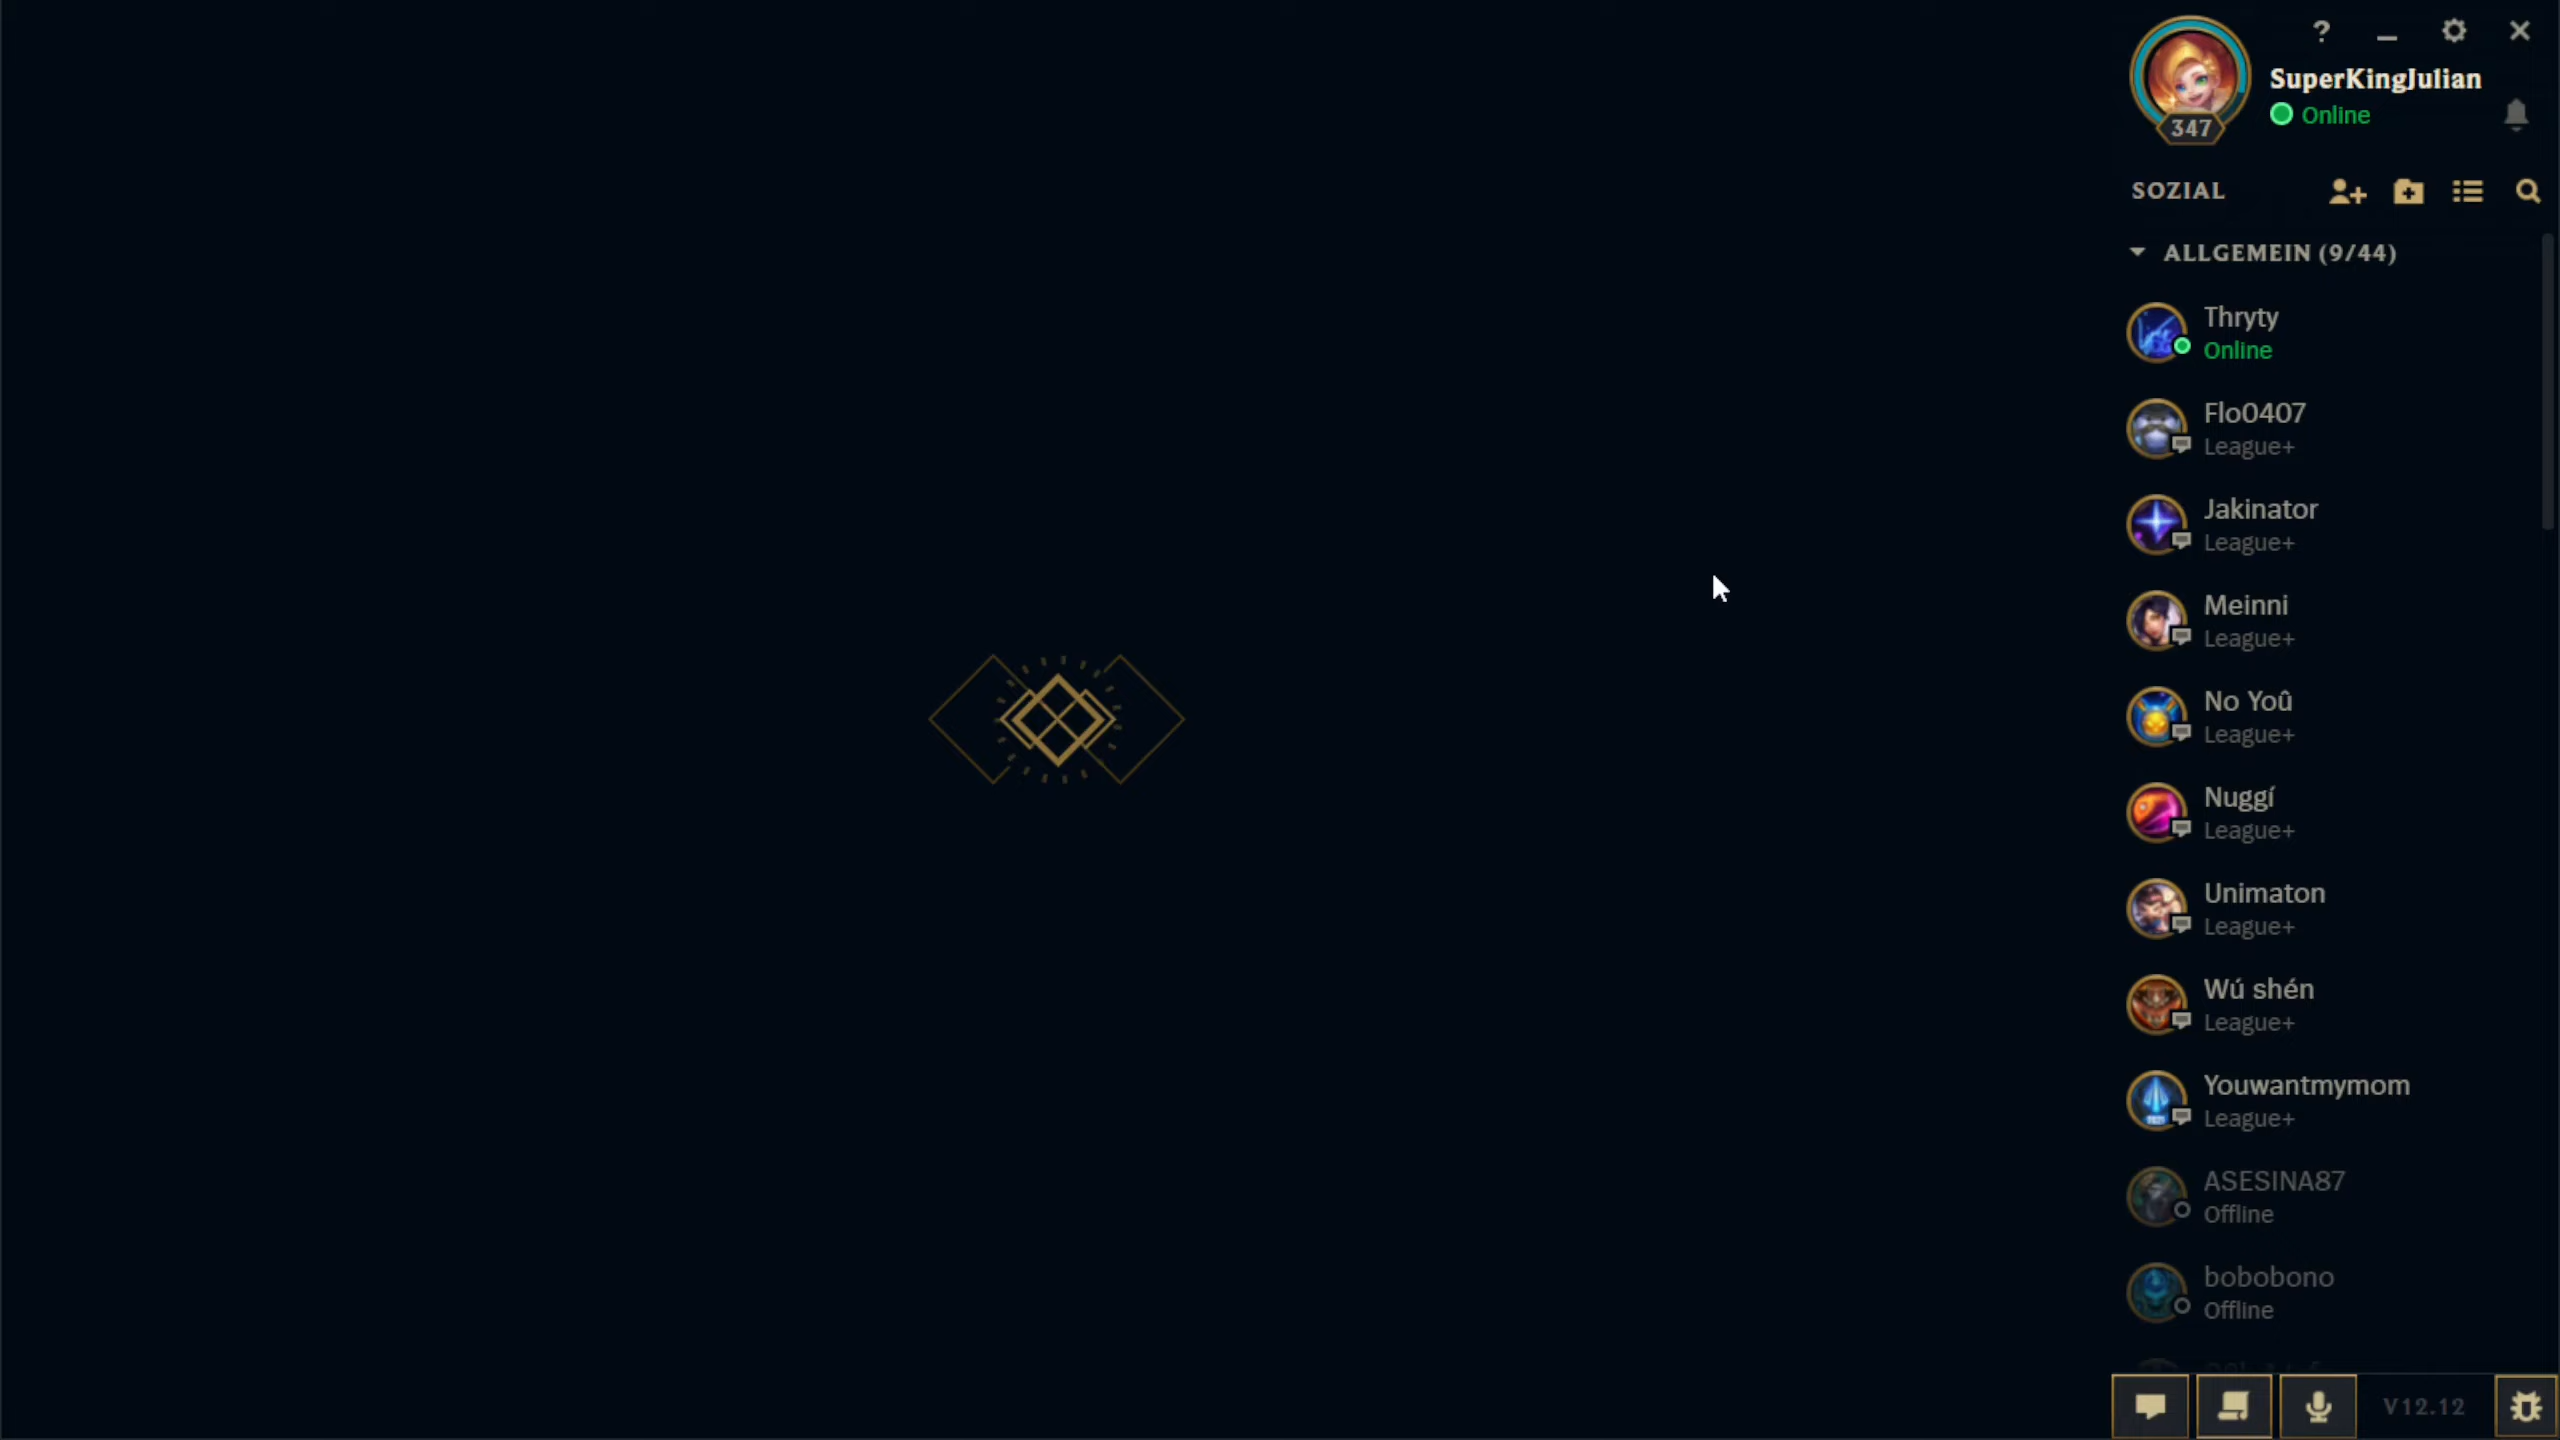 ?
SuperKingJulian
Online
347
SOZIAL
ALLGEMEIN (9/44)
Thryty
Online
Flo0407
League+
Jakinator
League+
Meinni
League+
No Yoû
League+
Nuggí
League+
Unimaton
League+
Wú shén
League+
Youwantmymom
League+
ASESINA87
Offline
bobobono
Offline
V12.12